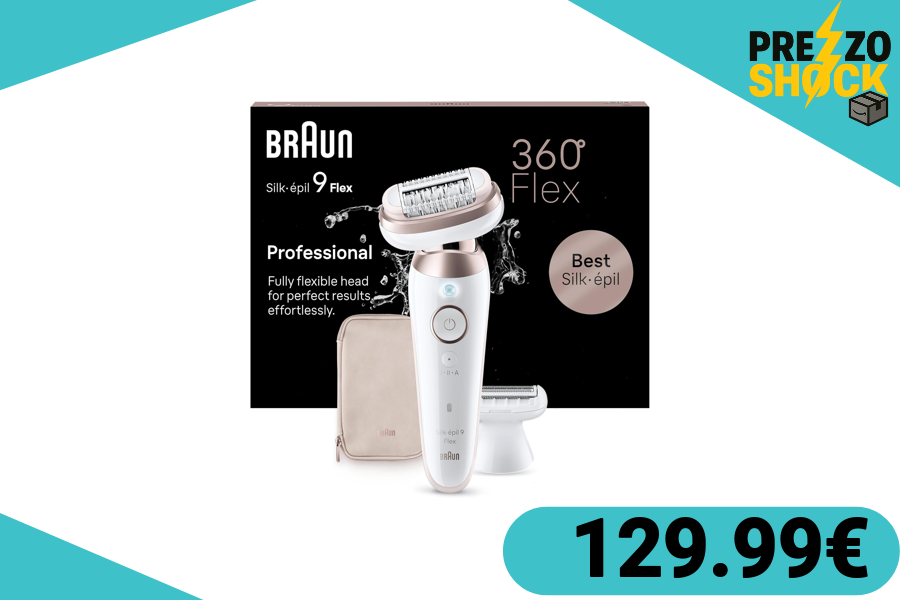 PREZZO
SHOCK
BRAUN
Silk·épil 9 Flex
360°
Flex
Professional
Fully flexible head
for perfect results,
effortlessly.
Best
Silk·épil
I·II·A
Silk·épil 9
Flex
BRAUN
BRAUN
129.99€